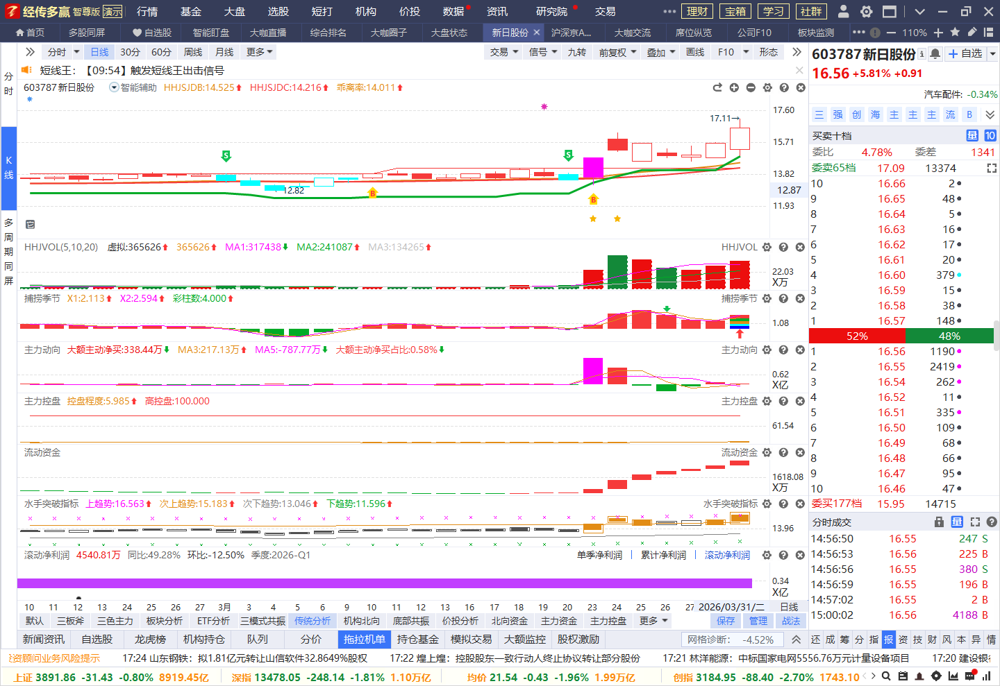 经传多赢 智尊版 演示 行情 基金 大盘 选股 短打 机构 价投 数据 资讯 研究院 交易 理财 宝箱 学习 社群
首页 多股同屏 自选股 智能盯盘 大咖直播 综合排名 大咖圈子 大盘状态 新日股份 沪深京A... 大咖交流 席位纵览 公司F10 板块监测 110%
分时 日线 30分 60分 周线 月线 更多 交易 信号 九转 前复权 叠加 画线 F10 形态
短线王：【09:54】触发短线王出击信号
603787新日股份 智能辅助 HHJSJDB:14.525 HHJSJDC:14.216 乖离率:14.011
分时
K线
多周期同屏
17.60
17.11
15.71
13.82
12.87
12.82
11.93
S
S
B
B
HHJVOL(5,10,20) 虚拟:365626 365626 MA1:317438 MA2:241087 MA3:134265 HHJVOL
22.03
X万
捕捞季节 X1:2.113 X2:2.594 彩柱数:4.000 捕捞季节
1.08
主力动向 大额主动净买:338.44万 MA3:217.13万 MA5:-787.77万 大额主动净买占比:0.58% 主力动向
0.62
X亿
主力控盘 控盘程度:5.985 高控盘:100.000 主力控盘
61.54
流动资金 流动资金
1618.08
X万
水手突破指标 上趋势:16.563 次上趋势:15.183 次下趋势:13.046 下趋势:11.596 水手突破指标
13.96
滚动净利润 4540.81万 同比:49.28% 环比:-12.50% 季度:2026-Q1 单季净利润 累计净利润 滚动净利润
0.34
X亿
10 11 12 13 24 25 26 27 3月 3 4 5 6 9 10 11 12 13 16 17 18 19 20 23 24 25 26 27 2026/03/31/二 日线
默认 三板斧 三色主力 板块分析 ETF分析 三模式共振 传统分析 机构北向 底部共振 价投分析 北向资金 主力资金 主力控盘 更多 保存 管理 战法
新闻资讯 自选股 龙虎榜 机构持仓 队列 分价 拖拉机单 持仓基金 模拟交易 大额监控 股权激励 网格诊断： -4.52%
603787新日股份 自选
16.56 +5.81% +0.91
汽车配件: -0.34%
三 强 创 海 主 主 主 流 B
买卖十档 量 10
委比 4.78% 委差 1341
委卖65档 17.09 13374
10 16.66 2
9 16.65 48
8 16.64 5
7 16.63 16
6 16.62 17
5 16.61 20
4 16.60 379
3 16.59 15
2 16.58 38
1 16.57 148
52% 48%
1 16.56 1190
2 16.55 2419
3 16.54 262
4 16.52 11
5 16.51 335
6 16.50 109
7 16.49 68
8 16.48 66
9 16.47 95
10 16.46 47
委买177档 15.95 14715
分时成交 量
14:56:50 16.55 247 S
14:56:53 16.56 225 B
14:56:56 16.55 380 S
14:56:59 16.55 196 B
14:57:02 16.55 2 B
15:00:02 16.56 4188 B
还 成 筹 分 指 报 资 技 财 风 本 异 情
资顾问业务风险提示 17:24 山东钢铁：拟1.81亿元转让山信软件32.8649%股权 17:22 煌上煌：控股股东一致行动人终止协议转让部分股份 17:21 林洋能源：中标国家电网5556.76万元计量设备项目 17:20 建设银
上证 3891.86 -31.43 -0.80% 8919.45亿 深指 13478.05 -248.14 -1.81% 1.10万亿 均价 21.54 -0.43 -1.96% 1.99万亿 创指 3184.95 -88.40 -2.70% 1743.10